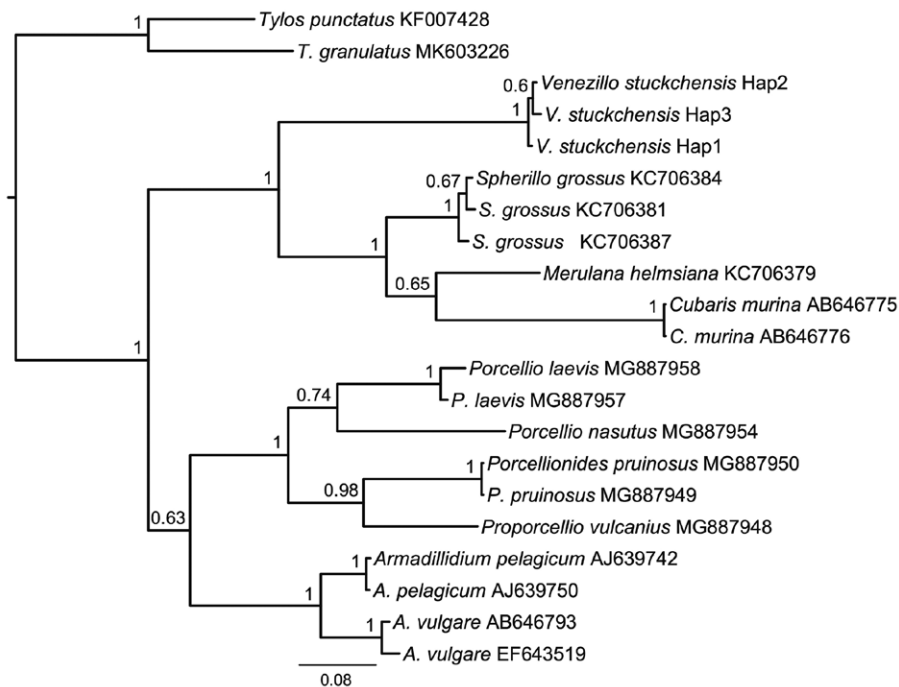 1 Tylos punctatus KF007428
T. granulatus MK603226
0.6 Venezillo stuckchensis Hap2
1 V. stuckchensis Hap3
V. stuckchensis Hap1
1
0.67 Spherillo grossus KC706384
1 S. grossus KC706381
S. grossus KC706387
1
0.65 Merulana helmsiana KC706379
1 Cubaris murina AB646775
C. murina AB646776
1
1 Porcellio laevis MG887958
0.74 P. laevis MG887957
Porcellio nasutus MG887954
1
1 Porcellionides pruinosus MG887950
0.98 P. pruinosus MG887949
0.63 Proporcellio vulcanius MG887948
1 Armadillidium pelagicum AJ639742
1 A. pelagicum AJ639750
1 A. vulgare AB646793
A. vulgare EF643519
0.08